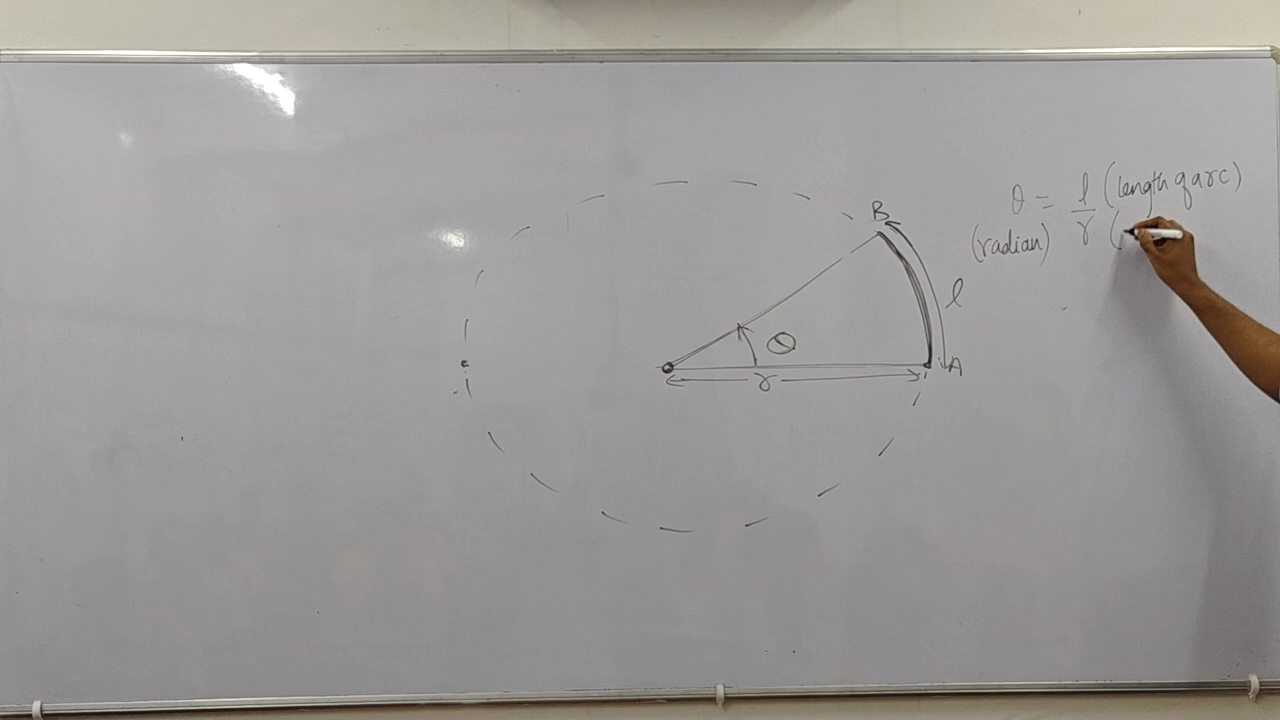 θ = l/r (length of arc)
(radian) (
B
l
θ
A
r